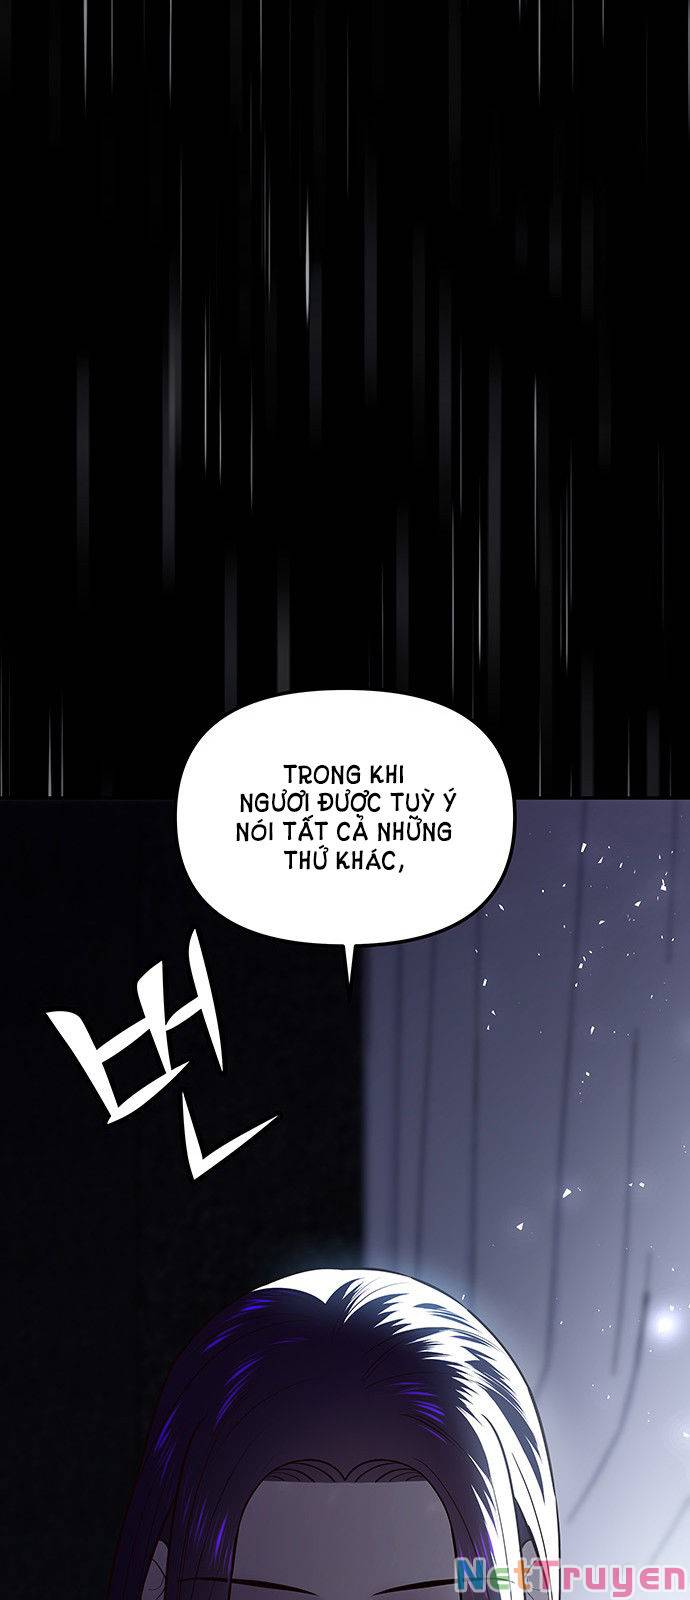 TRONG KHI
NGƯƠI ĐƯỢC TUỲ Ý
NÓI TẤT CẢ NHỮNG
THỨ KHÁC,
번
NetTruyen